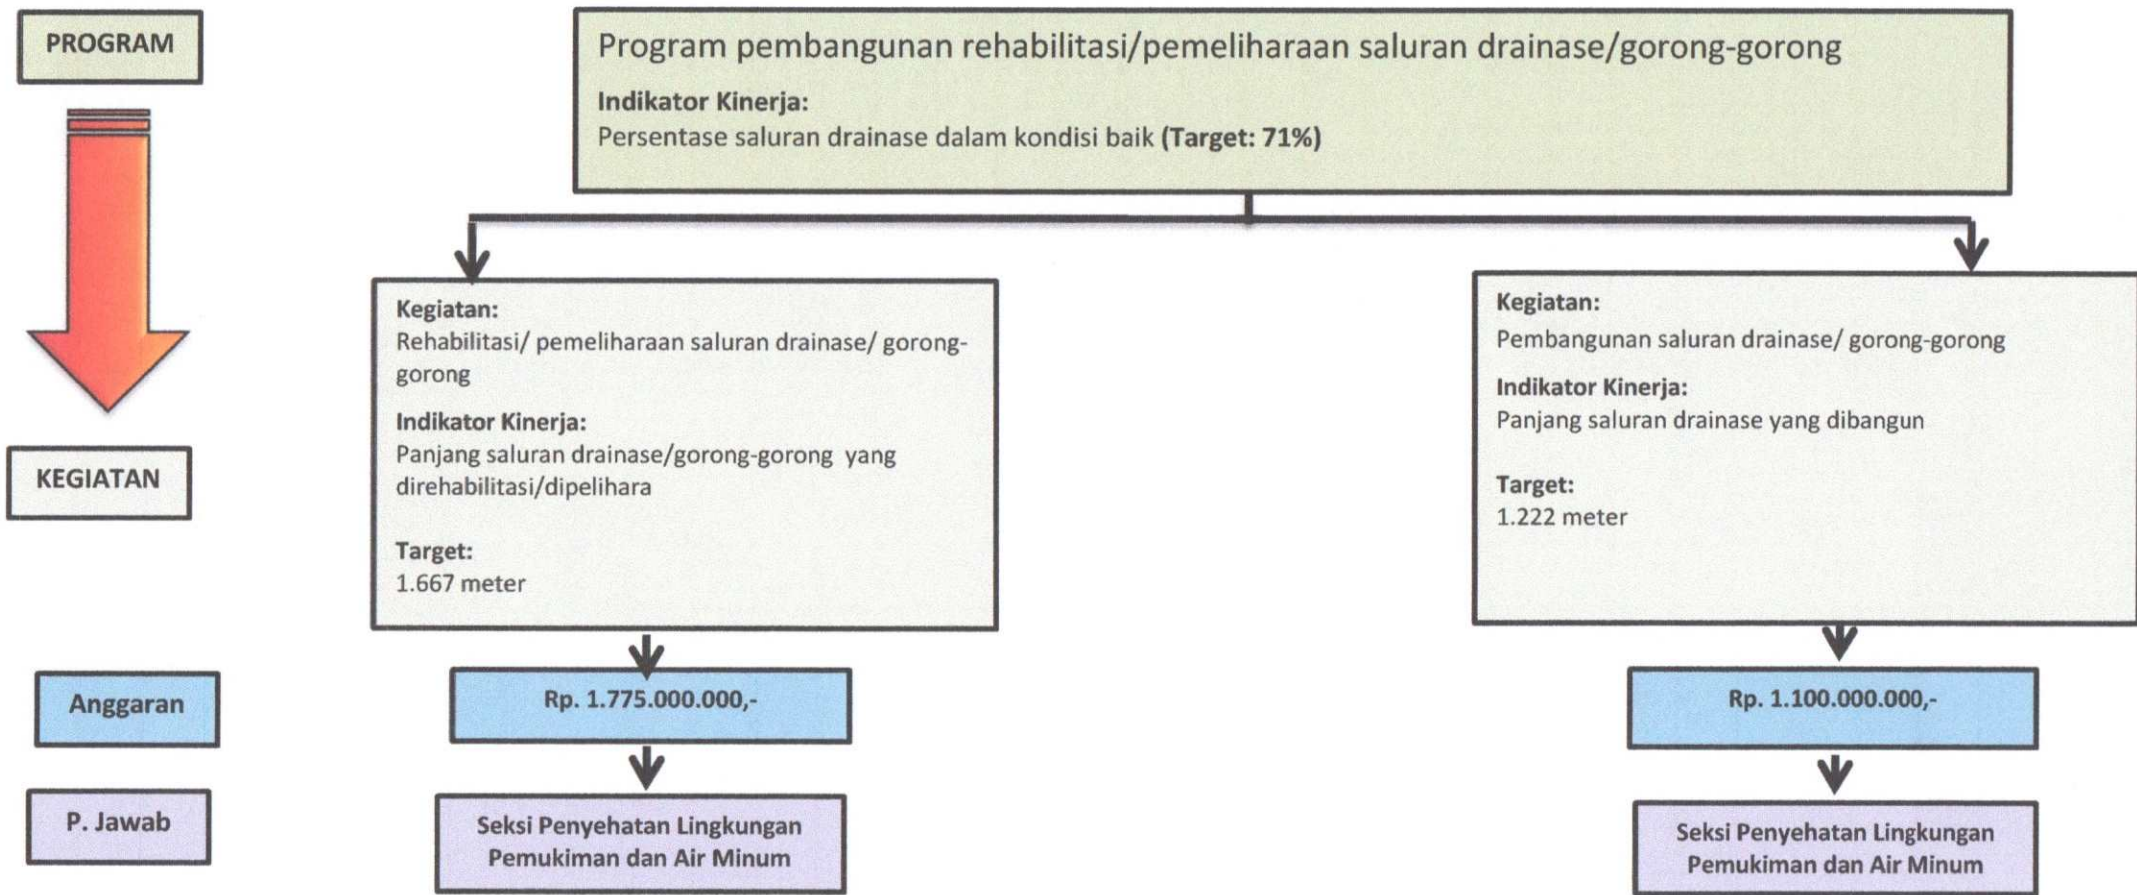 PROGRAM
Program pembangunan rehabilitasi/pemeliharaan saluran drainase/gorong-gorong
Indikator Kinerja:
Persentase saluran drainase dalam kondisi baik (Target: 71%)
KEGIATAN
Kegiatan:
Rehabilitasi/ pemeliharaan saluran drainase/ gorong-
gorong
Indikator Kinerja:
Panjang saluran drainase/gorong-gorong yang
direhabilitasi/dipelihara
Target:
1.667 meter
Kegiatan:
Pembangunan saluran drainase/ gorong-gorong
Indikator Kinerja:
Panjang saluran drainase yang dibangun
Target:
1.222 meter
Anggaran
Rp. 1.775.000.000,-
Rp. 1.100.000.000,-
P. Jawab
Seksi Penyehatan Lingkungan
Pemukiman dan Air Minum
Seksi Penyehatan Lingkungan
Pemukiman dan Air Minum